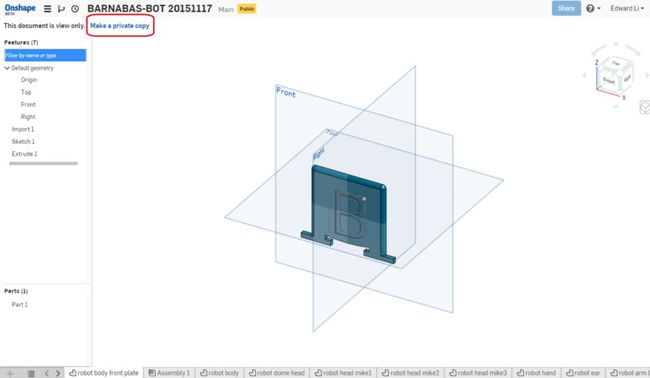 Onshape BETA BARNABAS-BOT 20151117 Main Public Share ? Edward Li
This document is view only. Make a private copy
Features (7)
Filter by name or type
Default geometry
Origin
Top
Front
Right
Import 1
Sketch 1
Extrude 1
Parts (1)
Part 1
Front
Top
Right
B
Z
Top
Front
Right
X
robot body front plate Assembly 1 robot body robot dome head robot head mike1 robot head mike2 robot head mike3 robot hand robot ear robot arm